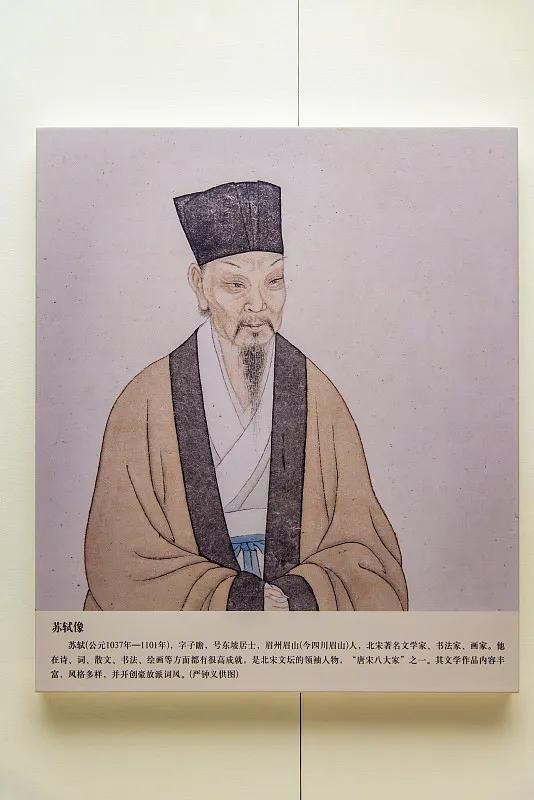 苏轼像
苏轼(公元1037年—1101年)，字子瞻，号东坡居士，眉州眉山(今四川眉山)人，北宋著名文学家、书法家、画家。他
在诗、词、散文、书法、绘画等方面都有很高成就，是北宋文坛的领袖人物，“唐宋八大家”之一。其文学作品内容丰
富，风格多样，并开创豪放派词风。(严钟义供图)